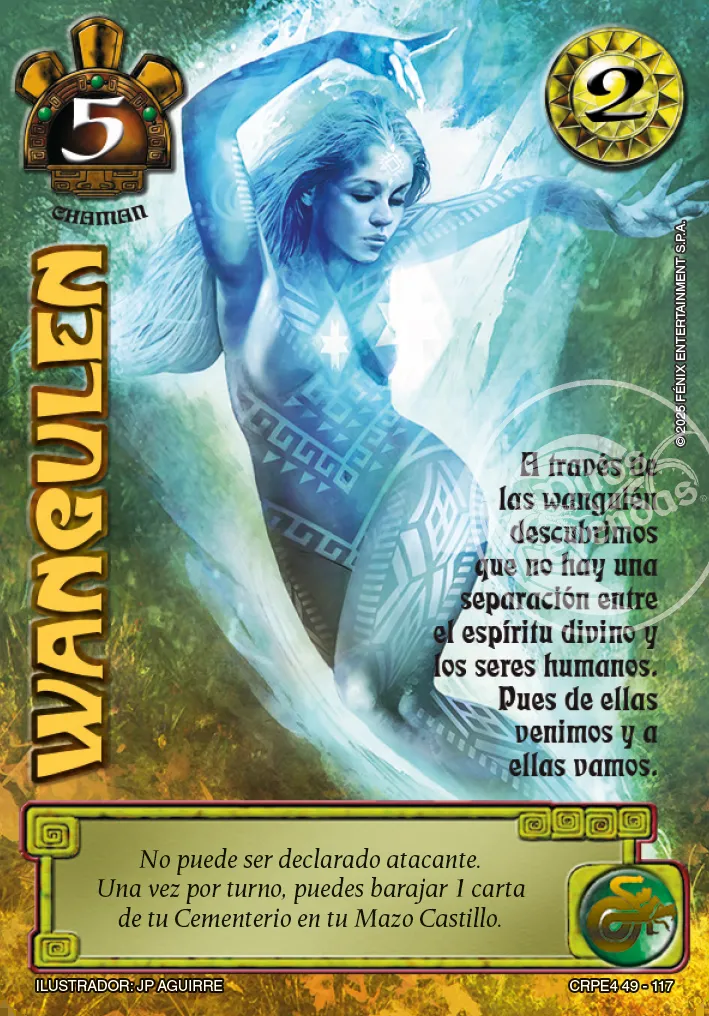 5
2
CHAMAN
WANGULEN
© 2025 FÉNIX ENTERTAINMENT S.P.A.
A través de
las wangulén
descubrimos
que no hay una
separación entre
el espíritu divino y
los seres humanos.
Pues de ellas
venimos y a
ellas vamos.
No puede ser declarado atacante.
Una vez por turno, puedes barajar 1 carta
de tu Cementerio en tu Mazo Castillo.
ILUSTRADOR: JP AGUIRRE
CRPE4 49 - 117